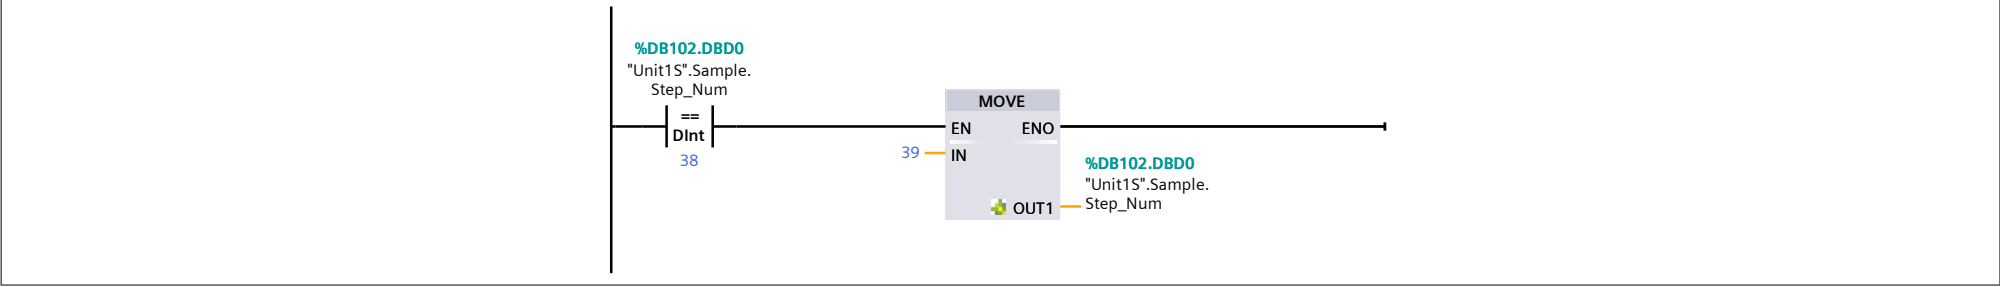 %DB102.DBD0
"Unit1S".Sample.
Step_Num
==
DInt
38
MOVE
EN ENO
39 IN
%DB102.DBD0
"Unit1S".Sample.
Step_Num
OUT1